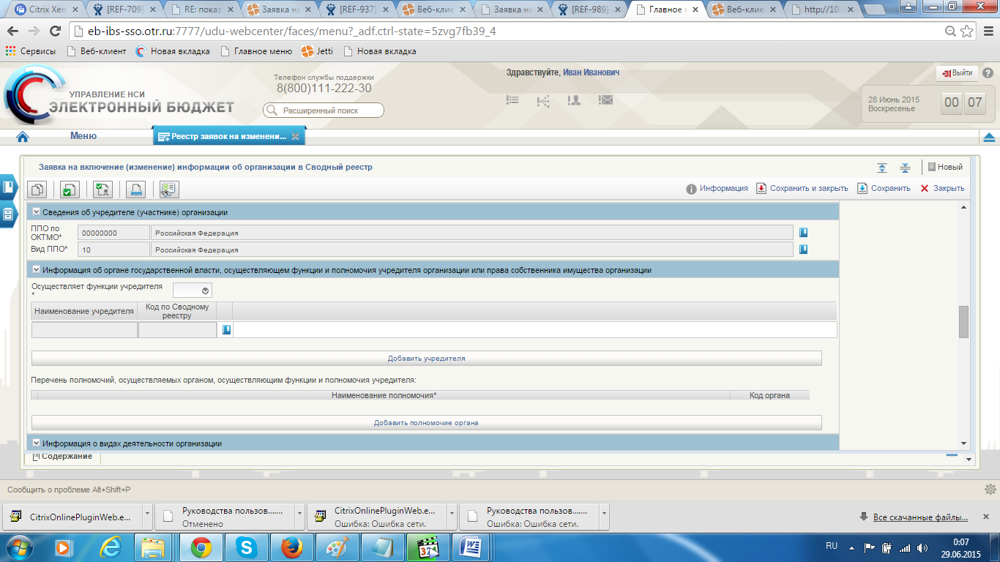 Citrix Xen
[REF-709]
RE: показ
Заявка на
[REF-937]
Веб-клие
Заявка на
[REF-989]
Главное
Веб-клие
http://10.
eb-ibs-sso.otr.ru:7777/udu-webcenter/faces/menu?_adf.ctrl-state=5zvg7fb39_4
Сервисы
Веб-клиент
Новая вкладка
Главное меню
Jetti
Новая вкладка
УПРАВЛЕНИЕ НСИ
ЭЛЕКТРОННЫЙ БЮДЖЕТ
Телефон службы поддержки
8(800)111-222-30
Расширенный поиск
Здравствуйте, Иван Иванович
Выйти
28 Июнь 2015
Воскресенье
00 07
Меню
Реестр заявок на изменени...
Заявка на включение (изменение) информации об организации в Сводный реестр
Новый
Информация
Сохранить и закрыть
Сохранить
Закрыть
Сведения об учредителе (участнике) организации
ППО по
ОКТМО*
00000000
Российская Федерация
Вид ППО*
10
Российская Федерация
Информация об органе государственной власти, осуществляющем функции и полномочия учредителя организации или права собственника имущества организации
Осуществляет функции учредителя
*
Наименование учредителя
Код по Сводному
реестру
Добавить учредителя
Перечень полномочий, осуществляемых органом, осуществляющим функции и полномочия учредителя:
Наименование полномочия*
Код органа
Добавить полномочие органа
Информация о видах деятельности организации
Содержание
Сообщить о проблеме Alt+Shift+P
CitrixOnlinePluginWeb.e...
Руководства пользов.......
Отменено
CitrixOnlinePluginWeb.e...
Ошибка: Ошибка сети.
Руководства пользов.......
Ошибка: Ошибка сети.
Все скачанные файлы...
RU
0:07
29.06.2015